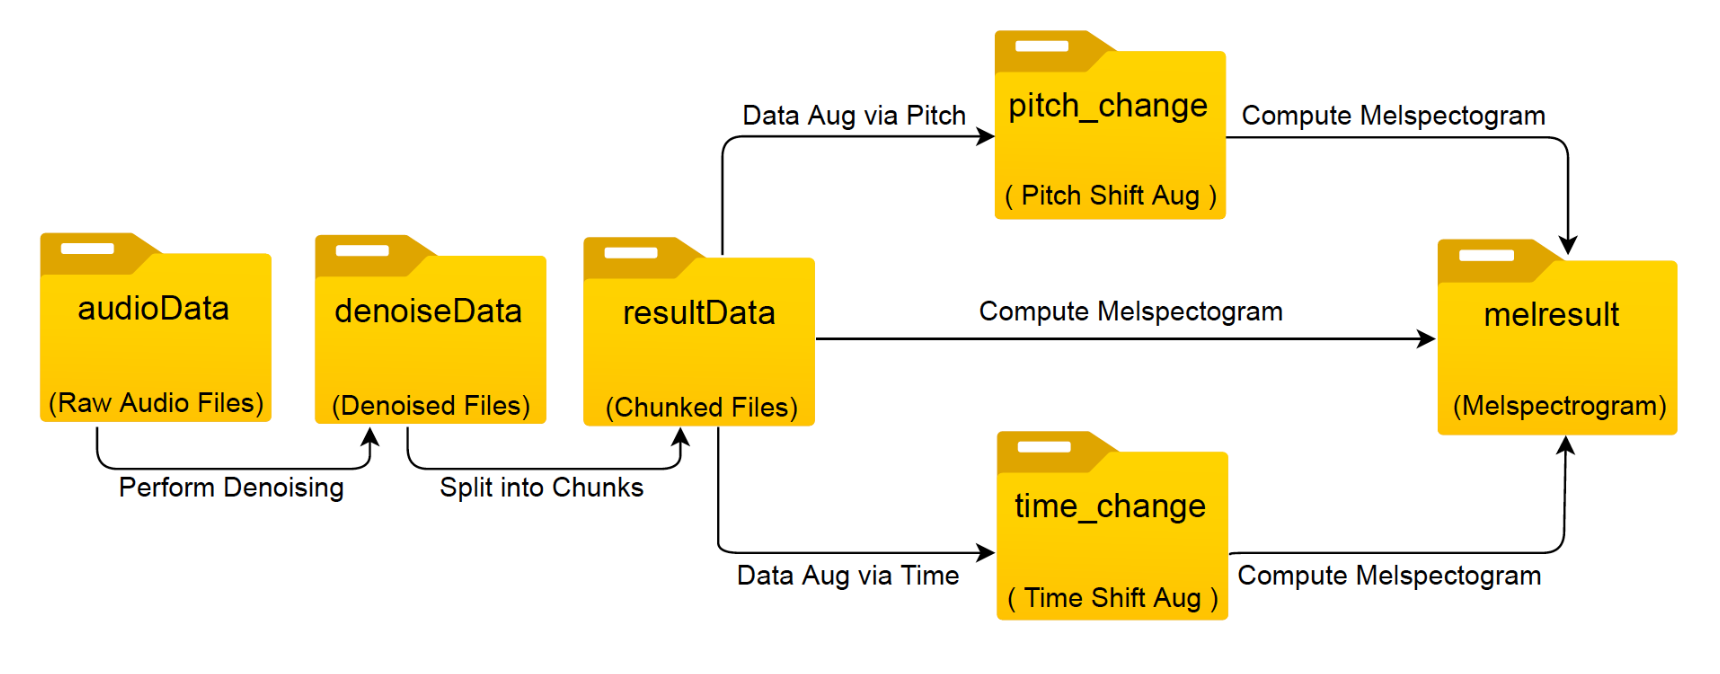 audioData
(Raw Audio Files)
Perform Denoising
denoiseData
(Denoised Files)
Split into Chunks
resultData
(Chunked Files)
Data Aug via Pitch
pitch_change
( Pitch Shift Aug )
Compute Melspectogram
Compute Melspectogram
Data Aug via Time
time_change
( Time Shift Aug )
Compute Melspectogram
melresult
(Melspectrogram)